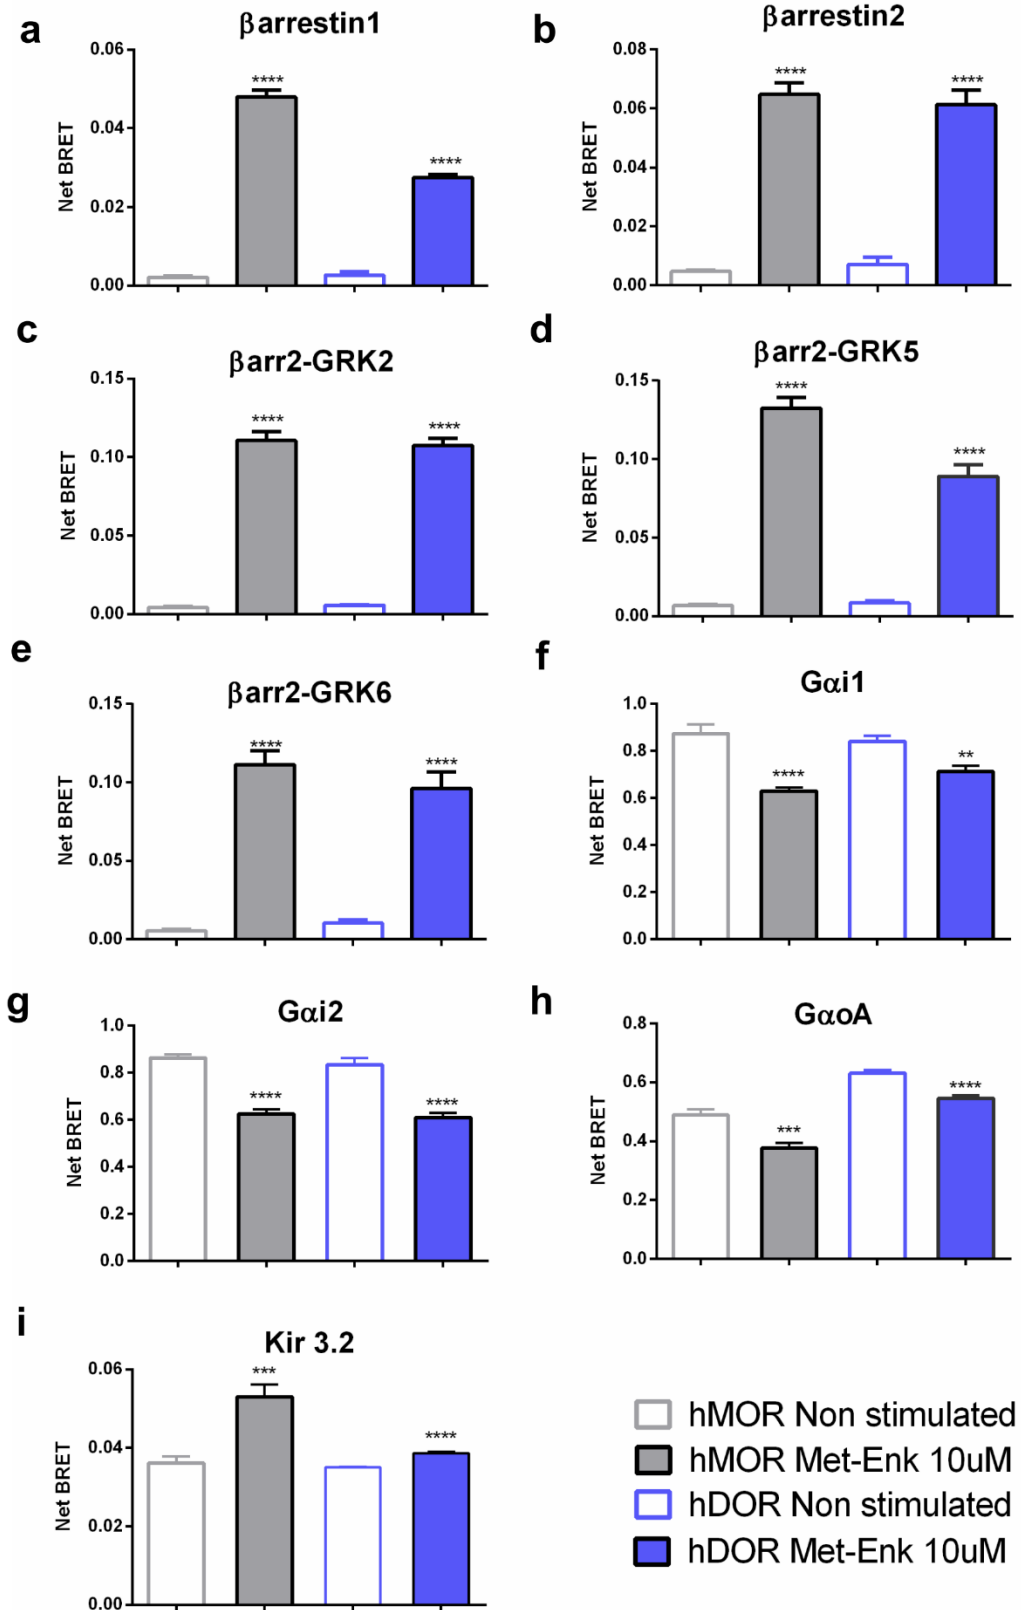 a
βarrestin1
Net BRET
0.06
0.04
0.02
0.00
****
****
b
βarrestin2
Net BRET
0.08
0.06
0.04
0.02
0.00
****
****
c
βarr2-GRK2
Net BRET
0.15
0.10
0.05
0.00
****
****
d
βarr2-GRK5
Net BRET
0.15
0.10
0.05
0.00
****
****
e
βarr2-GRK6
Net BRET
0.15
0.10
0.05
0.00
****
****
f
Gαi1
Net BRET
1.0
0.8
0.6
0.4
0.2
0.0
****
**
g
Gαi2
Net BRET
1.0
0.8
0.6
0.4
0.2
0.0
****
****
h
GαoA
Net BRET
0.8
0.6
0.4
0.2
0.0
***
****
i
Kir 3.2
Net BRET
0.06
0.04
0.02
0.00
***
****
hMOR Non stimulated
hMOR Met-Enk 10uM
hDOR Non stimulated
hDOR Met-Enk 10uM